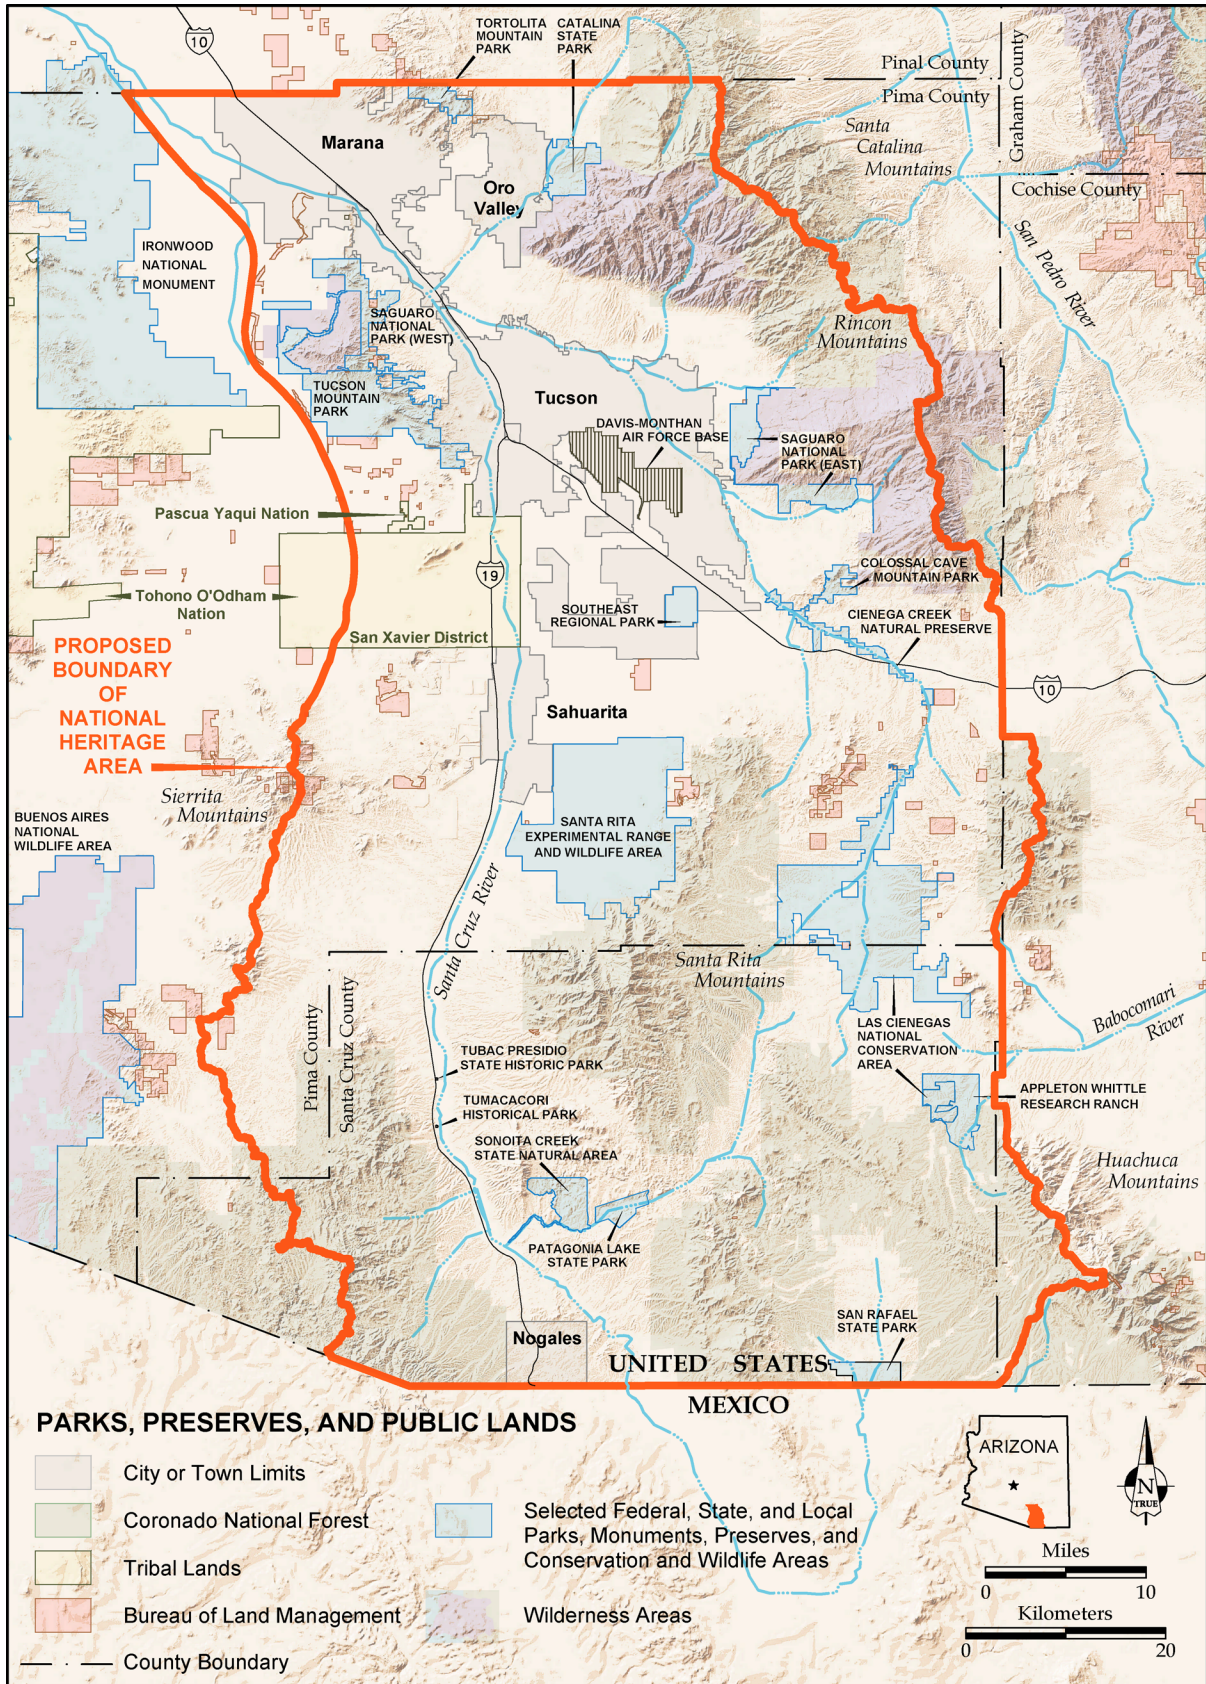 TORTOLITA
MOUNTAIN
PARK
CATALINA
STATE
PARK
10
Pinal County
Pima County
Graham County
Cochise County
Santa
Catalina
Mountains
Marana
Oro
Valley
San Pedro River
IRONWOOD
NATIONAL
MONUMENT
SAGUARO
NATIONAL
PARK (WEST)
Rincon
Mountains
TUCSON
MOUNTAIN
PARK
Tucson
DAVIS-MONTHAN
AIR FORCE BASE
SAGUARO
NATIONAL
PARK (EAST)
Pascua Yaqui Nation
19
COLOSSAL CAVE
MOUNTAIN PARK
Tohono O'Odham
Nation
SOUTHEAST
REGIONAL PARK
CIENEGA CREEK
NATURAL PRESERVE
San Xavier District
PROPOSED
BOUNDARY
OF
NATIONAL
HERITAGE
AREA
10
Sahuarita
Sierrita
Mountains
BUENOS AIRES
NATIONAL
WILDLIFE AREA
SANTA RITA
EXPERIMENTAL RANGE
AND WILDLIFE AREA
Santa Cruz River
Santa Rita
Mountains
Babocomari
River
LAS CIENEGAS
NATIONAL
CONSERVATION
AREA
Pima County
Santa Cruz County
TUBAC PRESIDIO
STATE HISTORIC PARK
APPLETON WHITTLE
RESEARCH RANCH
TUMACACORI
HISTORICAL PARK
SONOITA CREEK
STATE NATURAL AREA
Huachuca
Mountains
PATAGONIA LAKE
STATE PARK
SAN RAFAEL
STATE PARK
Nogales
UNITED STATES
MEXICO
PARKS, PRESERVES, AND PUBLIC LANDS
City or Town Limits
Coronado National Forest
Tribal Lands
Bureau of Land Management
County Boundary
Selected Federal, State, and Local
Parks, Monuments, Preserves, and
Conservation and Wildlife Areas
Wilderness Areas
ARIZONA
N
TRUE
Miles
0 10
Kilometers
0 20